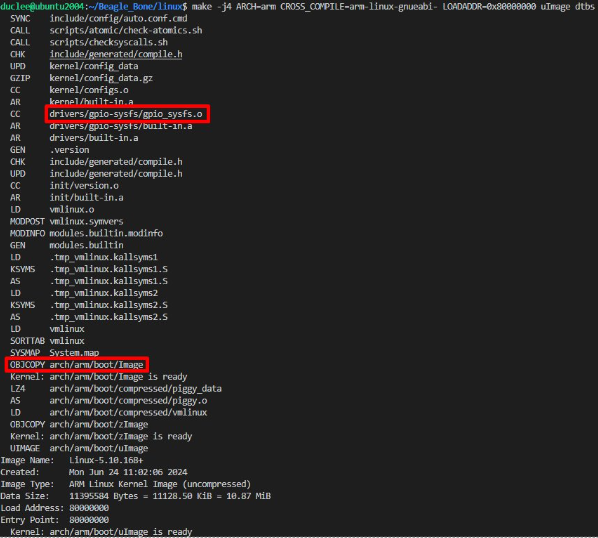 duclee@ubuntu2004:~/Beagle_Bone/linux$ make -j4 ARCH=arm CROSS_COMPILE=arm-linux-gnueabi- LOADADDR=0x80000000 uImage dtbs
SYNC include/config/auto.conf.cmd
CALL scripts/atomic/check-atomics.sh
CALL scripts/checksyscalls.sh
CHK include/generated/compile.h
UPD kernel/config_data
GZIP kernel/config_data.gz
CC kernel/configs.o
AR kernel/built-in.a
CC drivers/gpio-sysfs/gpio_sysfs.o
AR drivers/gpio-sysfs/built-in.a
AR drivers/built-in.a
GEN .version
CHK include/generated/compile.h
UPD include/generated/compile.h
CC init/version.o
AR init/built-in.a
LD vmlinux.o
MODPOST vmlinux.symvers
MODINFO modules.builtin.modinfo
GEN modules.builtin
LD .tmp_vmlinux.kallsyms1
KSYMS .tmp_vmlinux.kallsyms1.S
AS .tmp_vmlinux.kallsyms1.S
LD .tmp_vmlinux.kallsyms2
KSYMS .tmp_vmlinux.kallsyms2.S
AS .tmp_vmlinux.kallsyms2.S
LD vmlinux
SORTTAB vmlinux
SYSMAP System.map
OBJCOPY arch/arm/boot/Image
Kernel: arch/arm/boot/Image is ready
LZ4 arch/arm/boot/compressed/piggy_data
AS arch/arm/boot/compressed/piggy.o
LD arch/arm/boot/compressed/vmlinux
OBJCOPY arch/arm/boot/zImage
Kernel: arch/arm/boot/zImage is ready
UIMAGE arch/arm/boot/uImage
Image Name: Linux-5.10.168+
Created: Mon Jun 24 11:02:06 2024
Image Type: ARM Linux Kernel Image (uncompressed)
Data Size: 11395584 Bytes = 11128.50 KiB = 10.87 MiB
Load Address: 80000000
Entry Point: 80000000
Kernel: arch/arm/boot/uImage is ready